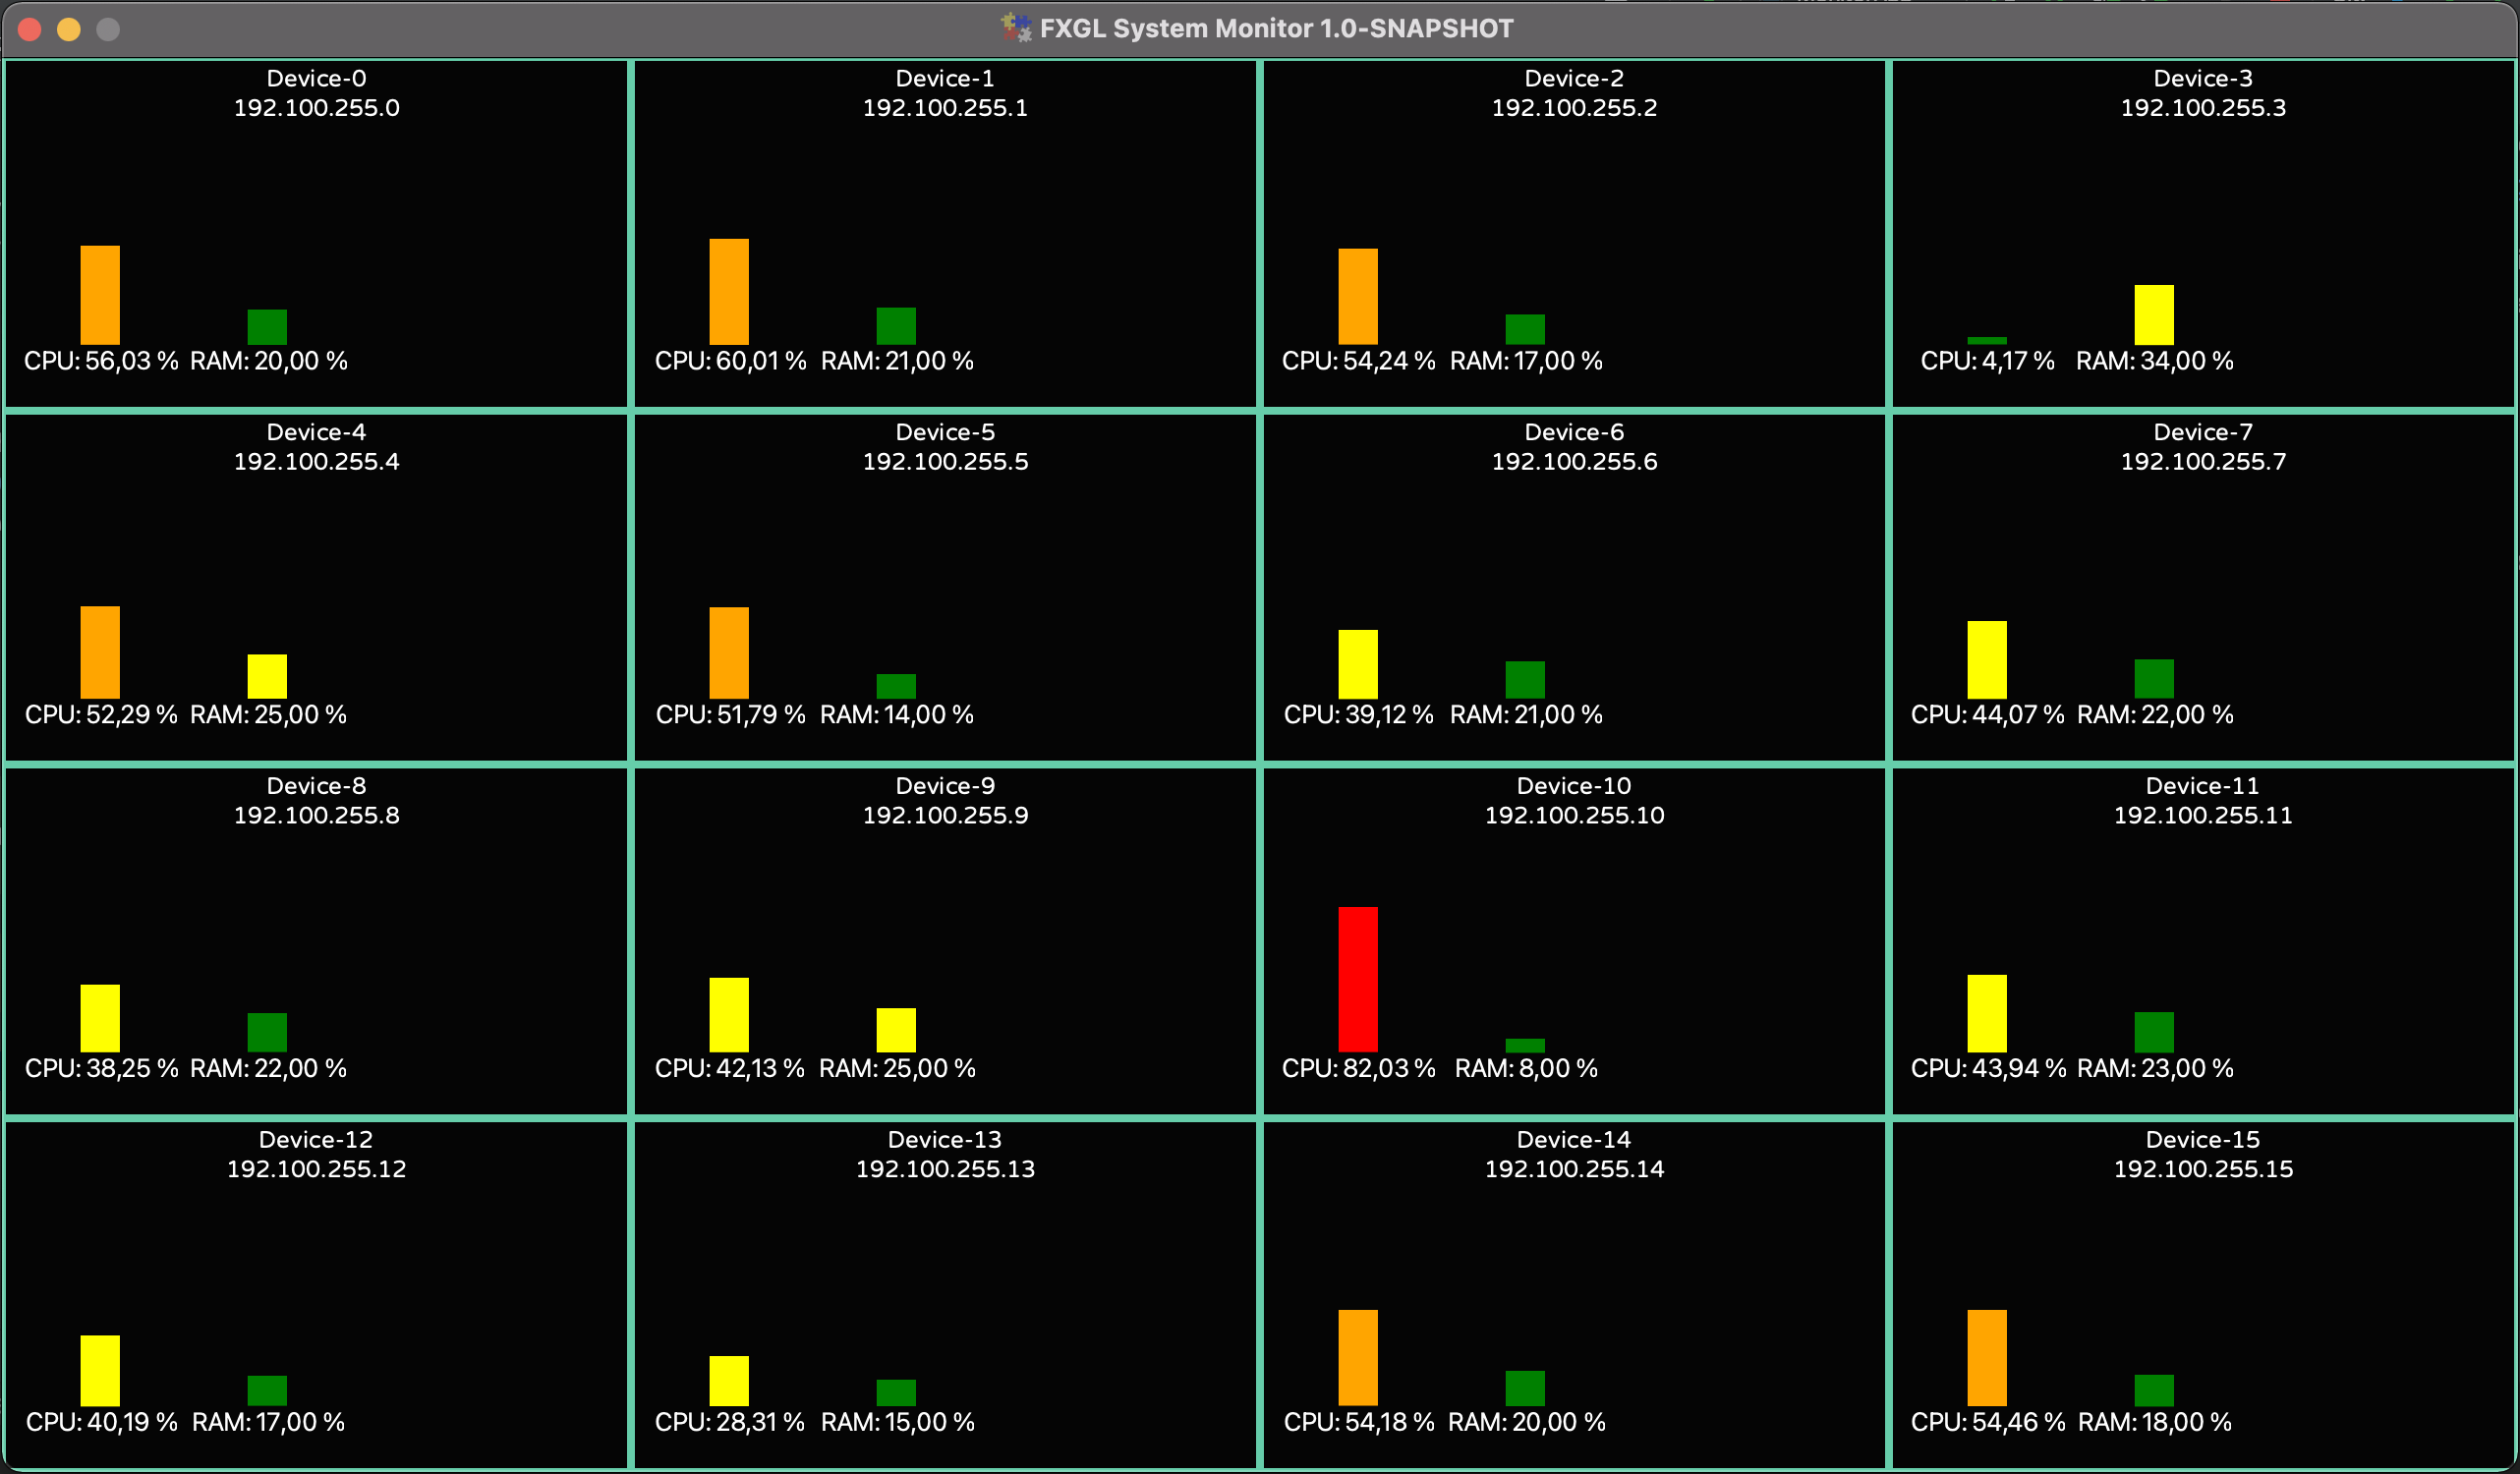 FXGL System Monitor 1.0-SNAPSHOT
Device-0
192.100.255.0
CPU: 56,03 % RAM: 20,00 %
Device-1
192.100.255.1
CPU: 60,01 % RAM: 21,00 %
Device-2
192.100.255.2
CPU: 54,24 % RAM: 17,00 %
Device-3
192.100.255.3
CPU: 4,17 % RAM: 34,00 %
Device-4
192.100.255.4
CPU: 52,29 % RAM: 25,00 %
Device-5
192.100.255.5
CPU: 51,79 % RAM: 14,00 %
Device-6
192.100.255.6
CPU: 39,12 % RAM: 21,00 %
Device-7
192.100.255.7
CPU: 44,07 % RAM: 22,00 %
Device-8
192.100.255.8
CPU: 38,25 % RAM: 22,00 %
Device-9
192.100.255.9
CPU: 42,13 % RAM: 25,00 %
Device-10
192.100.255.10
CPU: 82,03 % RAM: 8,00 %
Device-11
192.100.255.11
CPU: 43,94 % RAM: 23,00 %
Device-12
192.100.255.12
CPU: 40,19 % RAM: 17,00 %
Device-13
192.100.255.13
CPU: 28,31 % RAM: 15,00 %
Device-14
192.100.255.14
CPU: 54,18 % RAM: 20,00 %
Device-15
192.100.255.15
CPU: 54,46 % RAM: 18,00 %